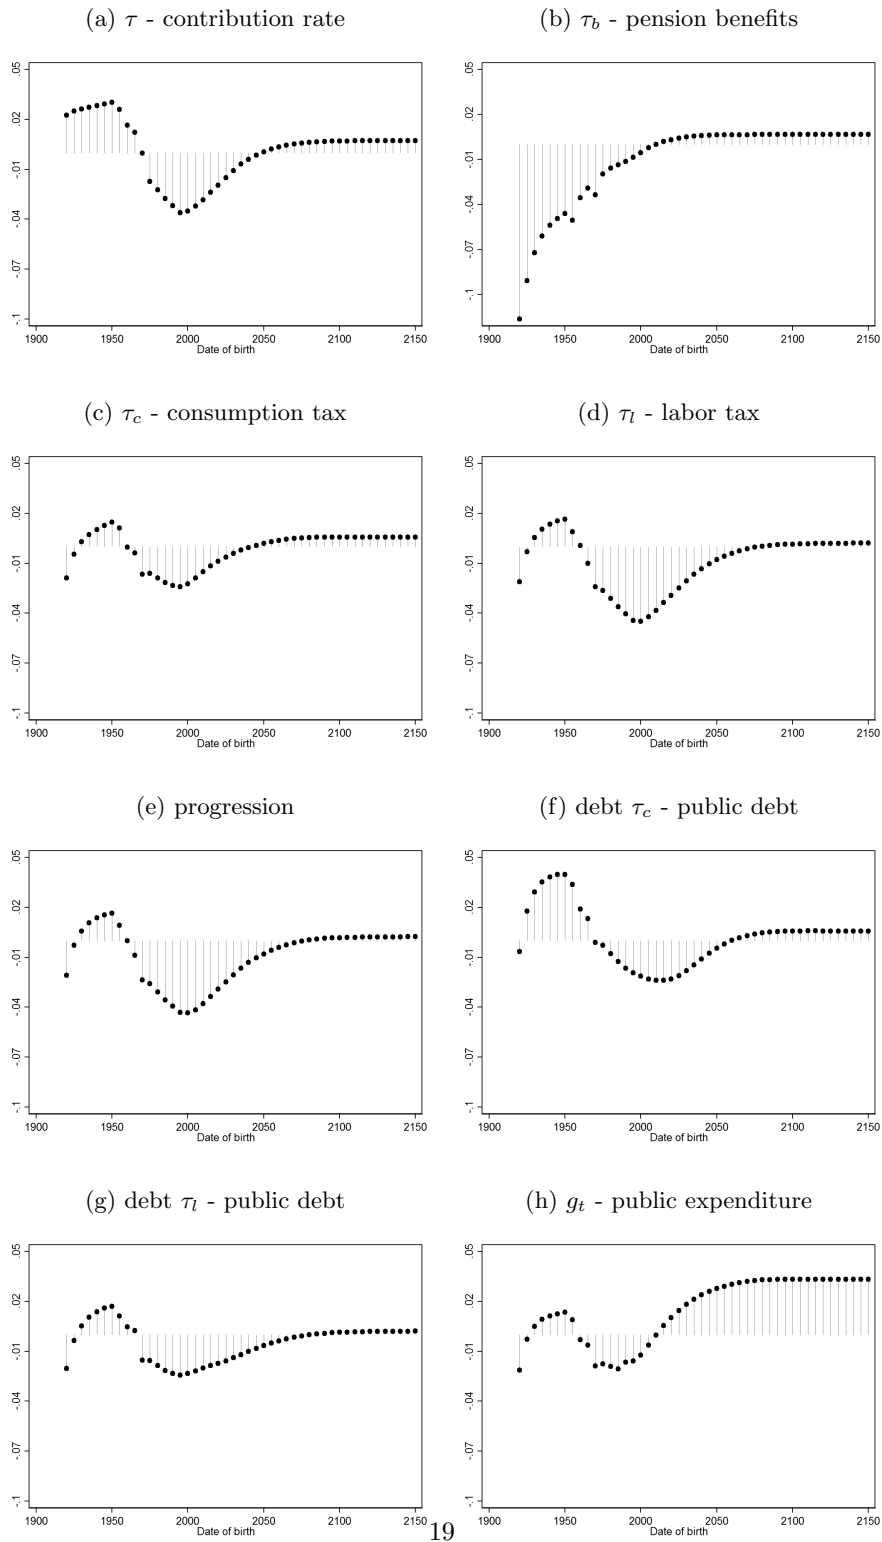 (a) τ - contribution rate
.05
.02
-.01
-.04
-.07
-.1
1900 1950 2000 2050 2100 2150
Date of birth
(b) τb - pension benefits
.05
.02
-.01
-.04
-.07
-.1
1900 1950 2000 2050 2100 2150
Date of birth
(c) τc - consumption tax
.05
.02
-.01
-.04
-.07
-.1
1900 1950 2000 2050 2100 2150
Date of birth
(d) τl - labor tax
.05
.02
-.01
-.04
-.07
-.1
1900 1950 2000 2050 2100 2150
Date of birth
(e) progression
.05
.02
-.01
-.04
-.07
-.1
1900 1950 2000 2050 2100 2150
Date of birth
(f) debt τc - public debt
.05
.02
-.01
-.04
-.07
-.1
1900 1950 2000 2050 2100 2150
Date of birth
(g) debt τl - public debt
.05
.02
-.01
-.04
-.07
-.1
1900 1950 2000 2050 2100 2150
Date of birth
(h) gt - public expenditure
.05
.02
-.01
-.04
-.07
-.1
1900 1950 2000 2050 2100 2150
Date of birth
19